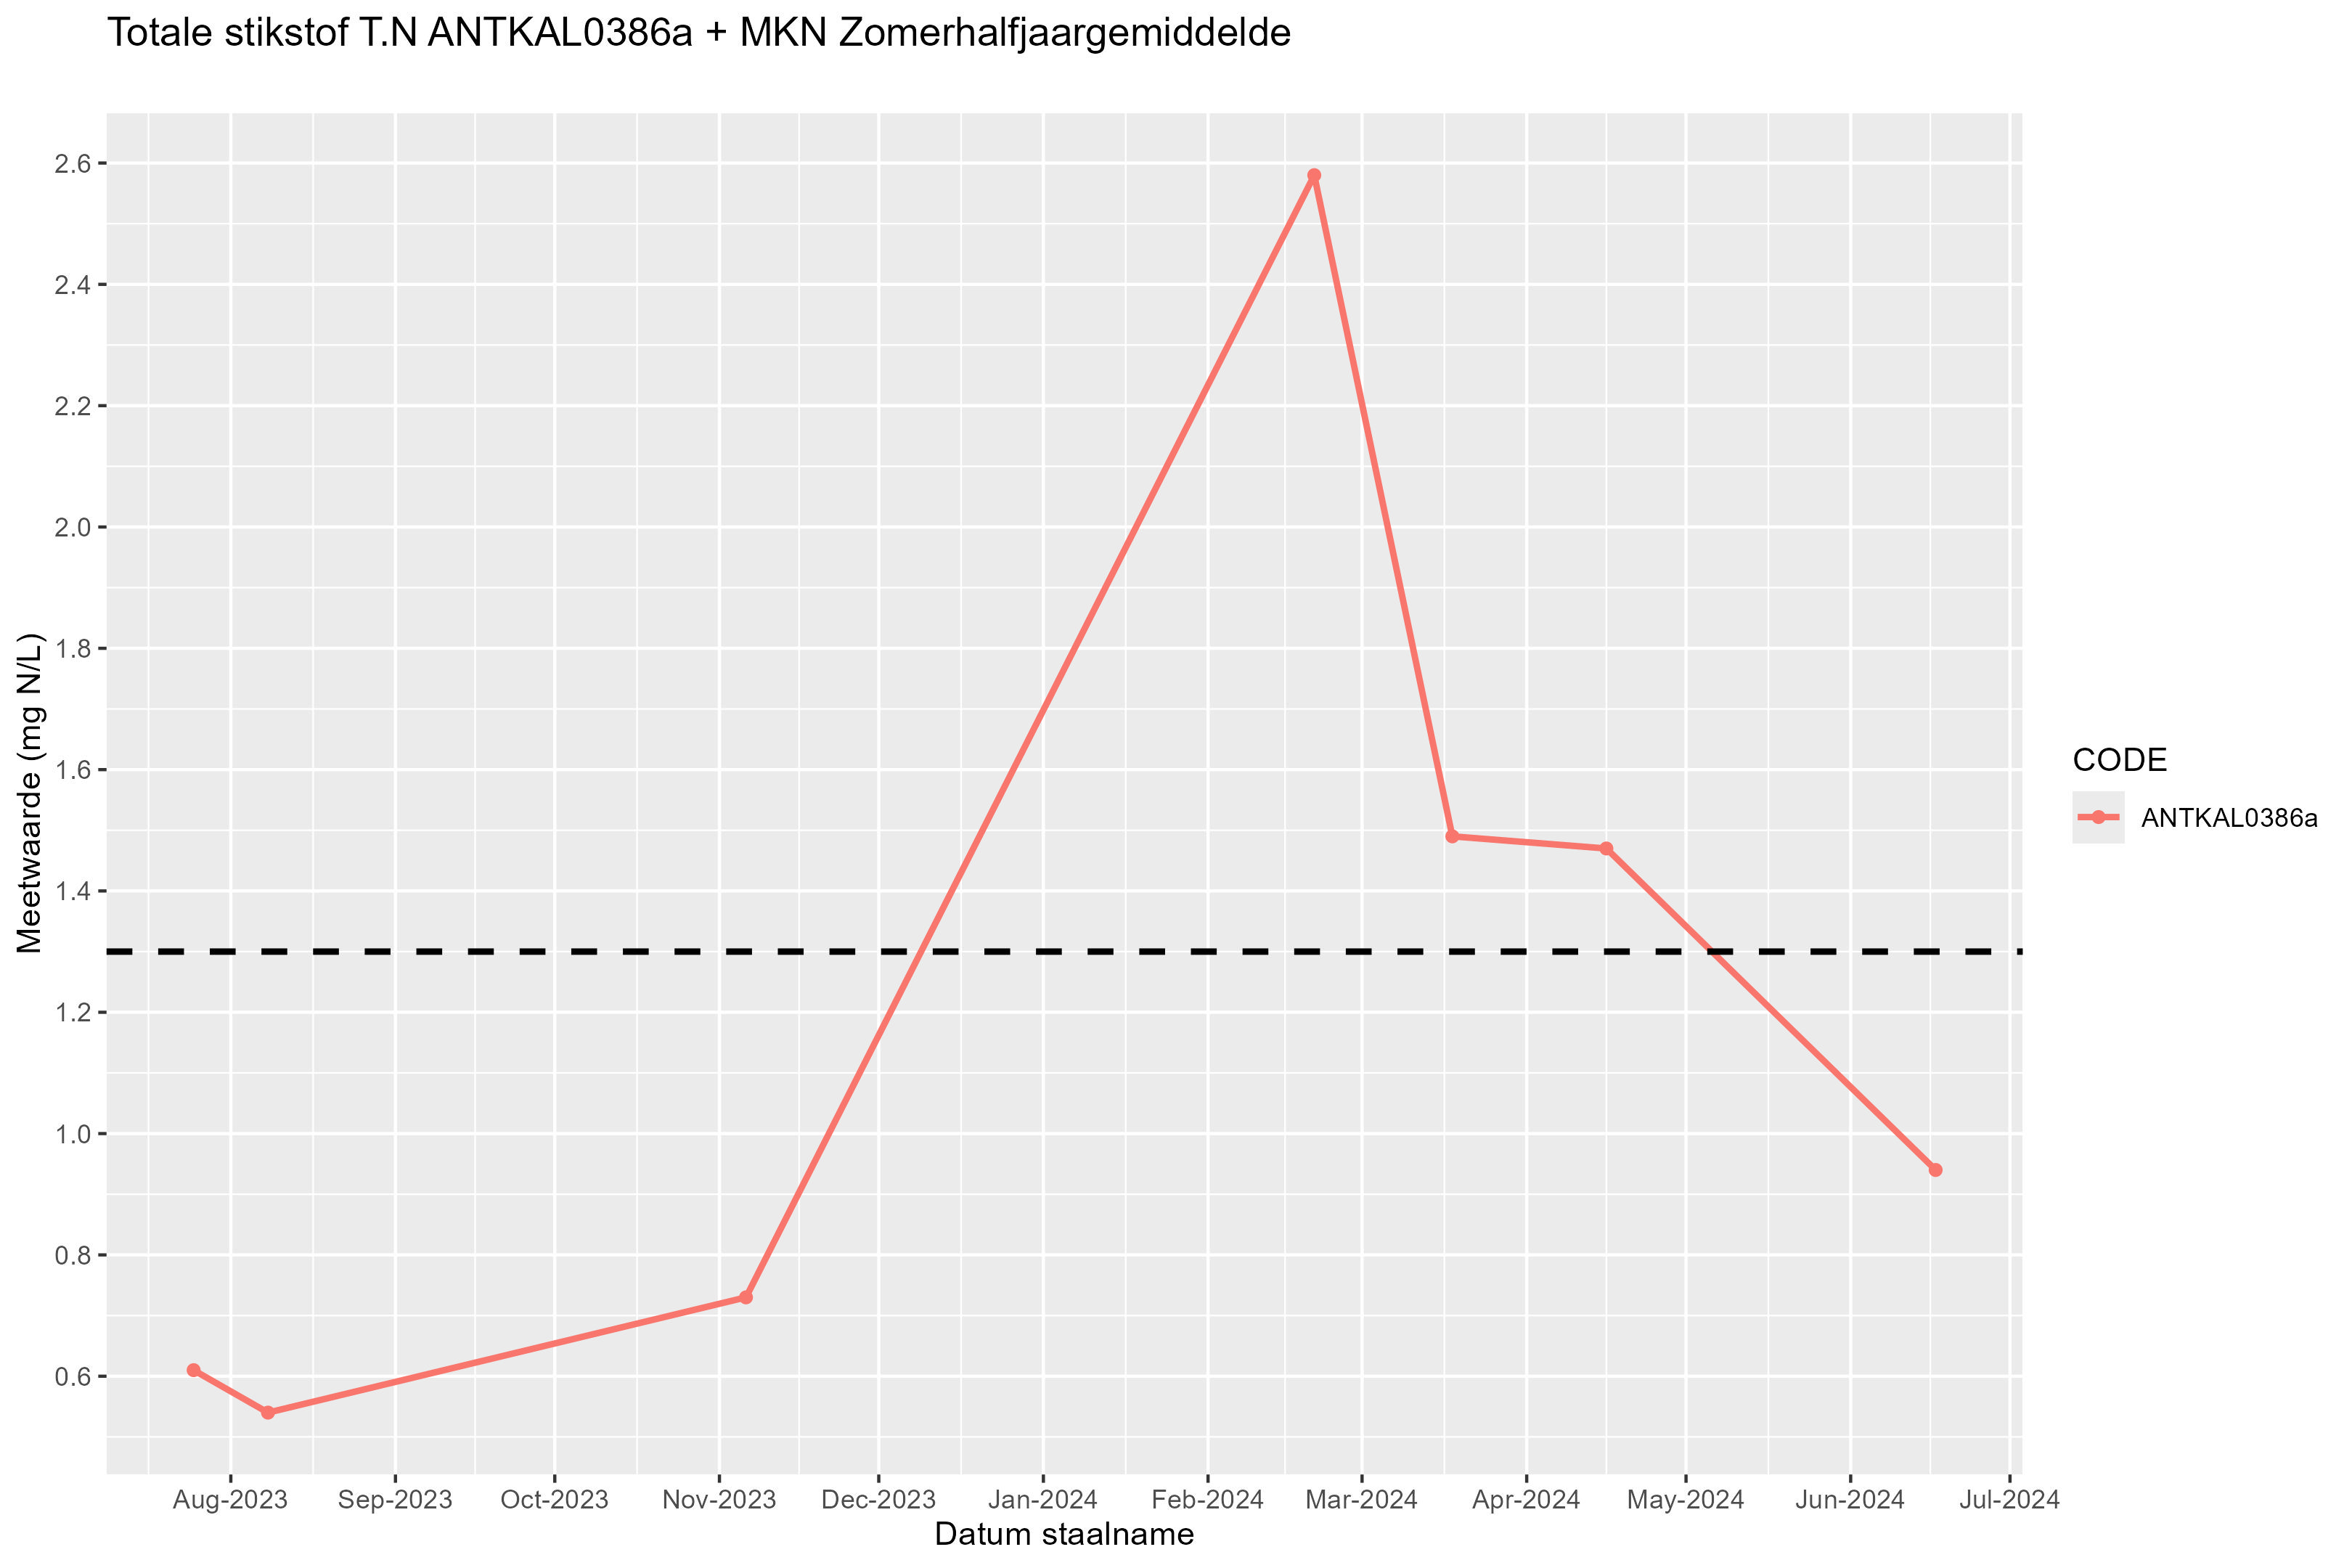 Totale stikstof T.N ANTKAL0386a + MKN Zomerhalfjaargemiddelde
Meetwaarde (mg N/L)
2.6
2.4
2.2
2.0
1.8
1.6
1.4
1.2
1.0
0.8
0.6
Aug-2023 Sep-2023 Oct-2023 Nov-2023 Dec-2023 Jan-2024 Feb-2024 Mar-2024 Apr-2024 May-2024 Jun-2024 Jul-2024
Datum staalname
CODE
ANTKAL0386a